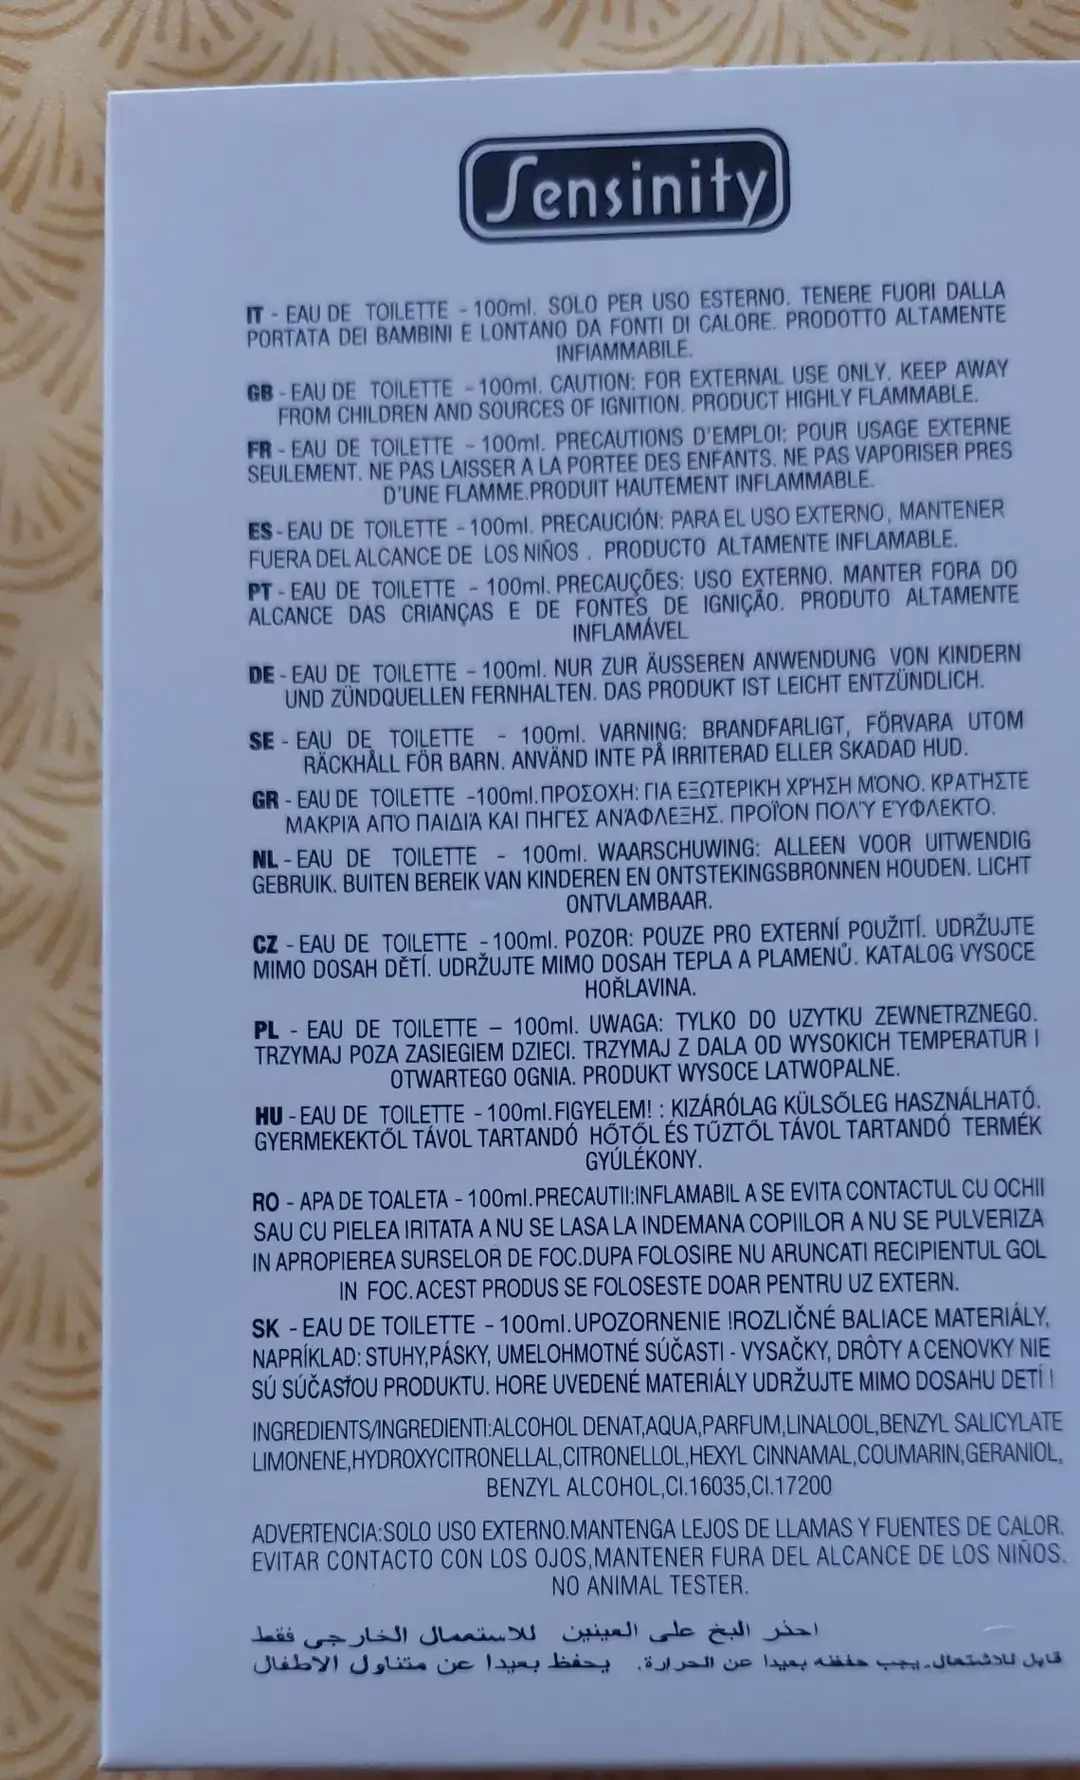 Sensinity
IT - EAU DE TOILETTE - 100ml. SOLO PER USO ESTERNO. TENERE FUORI DALLA
PORTATA DEI BAMBINI E LONTANO DA FONTI DI CALORE. PRODOTTO ALTAMENTE
INFIAMMABILE.
GB - EAU DE TOILETTE - 100ml. CAUTION: FOR EXTERNAL USE ONLY. KEEP AWAY
FROM CHILDREN AND SOURCES OF IGNITION. PRODUCT HIGHLY FLAMMABLE.
FR - EAU DE TOILETTE - 100ml. PRECAUTIONS D'EMPLOI: POUR USAGE EXTERNE
SEULEMENT. NE PAS LAISSER A LA PORTEE DES ENFANTS. NE PAS VAPORISER PRES
D'UNE FLAMME.PRODUIT HAUTEMENT INFLAMMABLE.
ES - EAU DE TOILETTE - 100ml. PRECAUCIÓN: PARA EL USO EXTERNO, MANTENER
FUERA DEL ALCANCE DE LOS NIÑOS . PRODUCTO ALTAMENTE INFLAMABLE.
PT - EAU DE TOILETTE - 100ml. PRECAUÇÕES: USO EXTERNO. MANTER FORA DO
ALCANCE DAS CRIANÇAS E DE FONTES DE IGNIÇÃO. PRODUTO ALTAMENTE
INFLAMÁVEL
DE - EAU DE TOILETTE - 100ml. NUR ZUR ÄUSSEREN ANWENDUNG VON KINDERN
UND ZÜNDQUELLEN FERNHALTEN. DAS PRODUKT IST LEICHT ENTZÜNDLICH.
SE - EAU DE TOILETTE - 100ml. VARNING: BRANDFARLIGT, FÖRVARA UTOM
RÄCKHÅLL FÖR BARN. ANVÄND INTE PÅ IRRITERAD ELLER SKADAD HUD.
GR - EAU DE TOILETTE -100ml.ΠΡΟΣΟΧΗ: ΓΙΑ ΕΞΩΤΕΡΙΚΉ ΧΡΉΣΗ ΜΌΝΟ. ΚΡΑΤΉΣΤΕ
ΜΑΚΡΙΆ ΑΠΌ ΠΑΙΔΙΆ ΚΑΙ ΠΗΓΈΣ ΑΝΆΦΛΕΞΗΣ. ΠΡΟΪΟΝ ΠΟΛΎ ΕΎΦΛΕΚΤΟ.
NL - EAU DE TOILETTE - 100ml. WAARSCHUWING: ALLEEN VOOR UITWENDIG
GEBRUIK. BUITEN BEREIK VAN KINDEREN EN ONTSTEKINGSBRONNEN HOUDEN. LICHT
ONTVLAMBAAR.
CZ - EAU DE TOILETTE - 100ml. POZOR: POUZE PRO EXTERNÍ POUŽITÍ. UDRŽUJTE
MIMO DOSAH DĚTÍ. UDRŽUJTE MIMO DOSAH TEPLA A PLAMENŮ. KATALOG VYSOCE
HOŘLAVINA.
PL - EAU DE TOILETTE – 100ml. UWAGA: TYLKO DO UZYTKU ZEWNETRZNEGO.
TRZYMAJ POZA ZASIEGIEM DZIECI. TRZYMAJ Z DALA OD WYSOKICH TEMPERATUR I
OTWARTEGO OGNIA. PRODUKT WYSOCE LATWOPALNE.
HU - EAU DE TOILETTE - 100ml.FIGYELEM! : KIZÁRÓLAG KÜLSŐLEG HASZNÁLHATÓ.
GYERMEKEKTŐL TÁVOL TARTANDÓ HŐTŐL ÉS TŰZTŐL TÁVOL TARTANDÓ TERMÉK
GYÚLÉKONY.
RO - APA DE TOALETA - 100ml.PRECAUTII:INFLAMABIL A SE EVITA CONTACTUL CU OCHII
SAU CU PIELEA IRITATA A NU SE LASA LA INDEMANA COPIILOR A NU SE PULVERIZA
IN APROPIEREA SURSELOR DE FOC.DUPA FOLOSIRE NU ARUNCATI RECIPIENTUL GOL
IN FOC.ACEST PRODUS SE FOLOSESTE DOAR PENTRU UZ EXTERN.
SK - EAU DE TOILETTE - 100ml.UPOZORNENIE !ROZLIČNÉ BALIACE MATERIÁLY,
NAPRÍKLAD: STUHY,PÁSKY, UMELOHMOTNÉ SÚČASTI - VYSAČKY, DRÔTY A CENOVKY NIE
SÚ SÚČASŤOU PRODUKTU. HORE UVEDENÉ MATERIÁLY UDRŽUJTE MIMO DOSAHU DETÍ !
INGREDIENTS/INGREDIENTI:ALCOHOL DENAT,AQUA,PARFUM,LINALOOL,BENZYL SALICYLATE
LIMONENE,HYDROXYCITRONELLAL,CITRONELLOL,HEXYL CINNAMAL,COUMARIN,GERANIOL,
BENZYL ALCOHOL,CI.16035,CI.17200
ADVERTENCIA:SOLO USO EXTERNO.MANTENGA LEJOS DE LLAMAS Y FUENTES DE CALOR.
EVITAR CONTACTO CON LOS OJOS,MANTENER FURA DEL ALCANCE DE LOS NIÑOS.
NO ANIMAL TESTER.
احذر البخ على العينين للاستعمال الخارجي فقط
قابل للاشتعال.يجب حفظه بعيدا عن الحرارة. يحفظ بعيدا عن متناول الاطفال